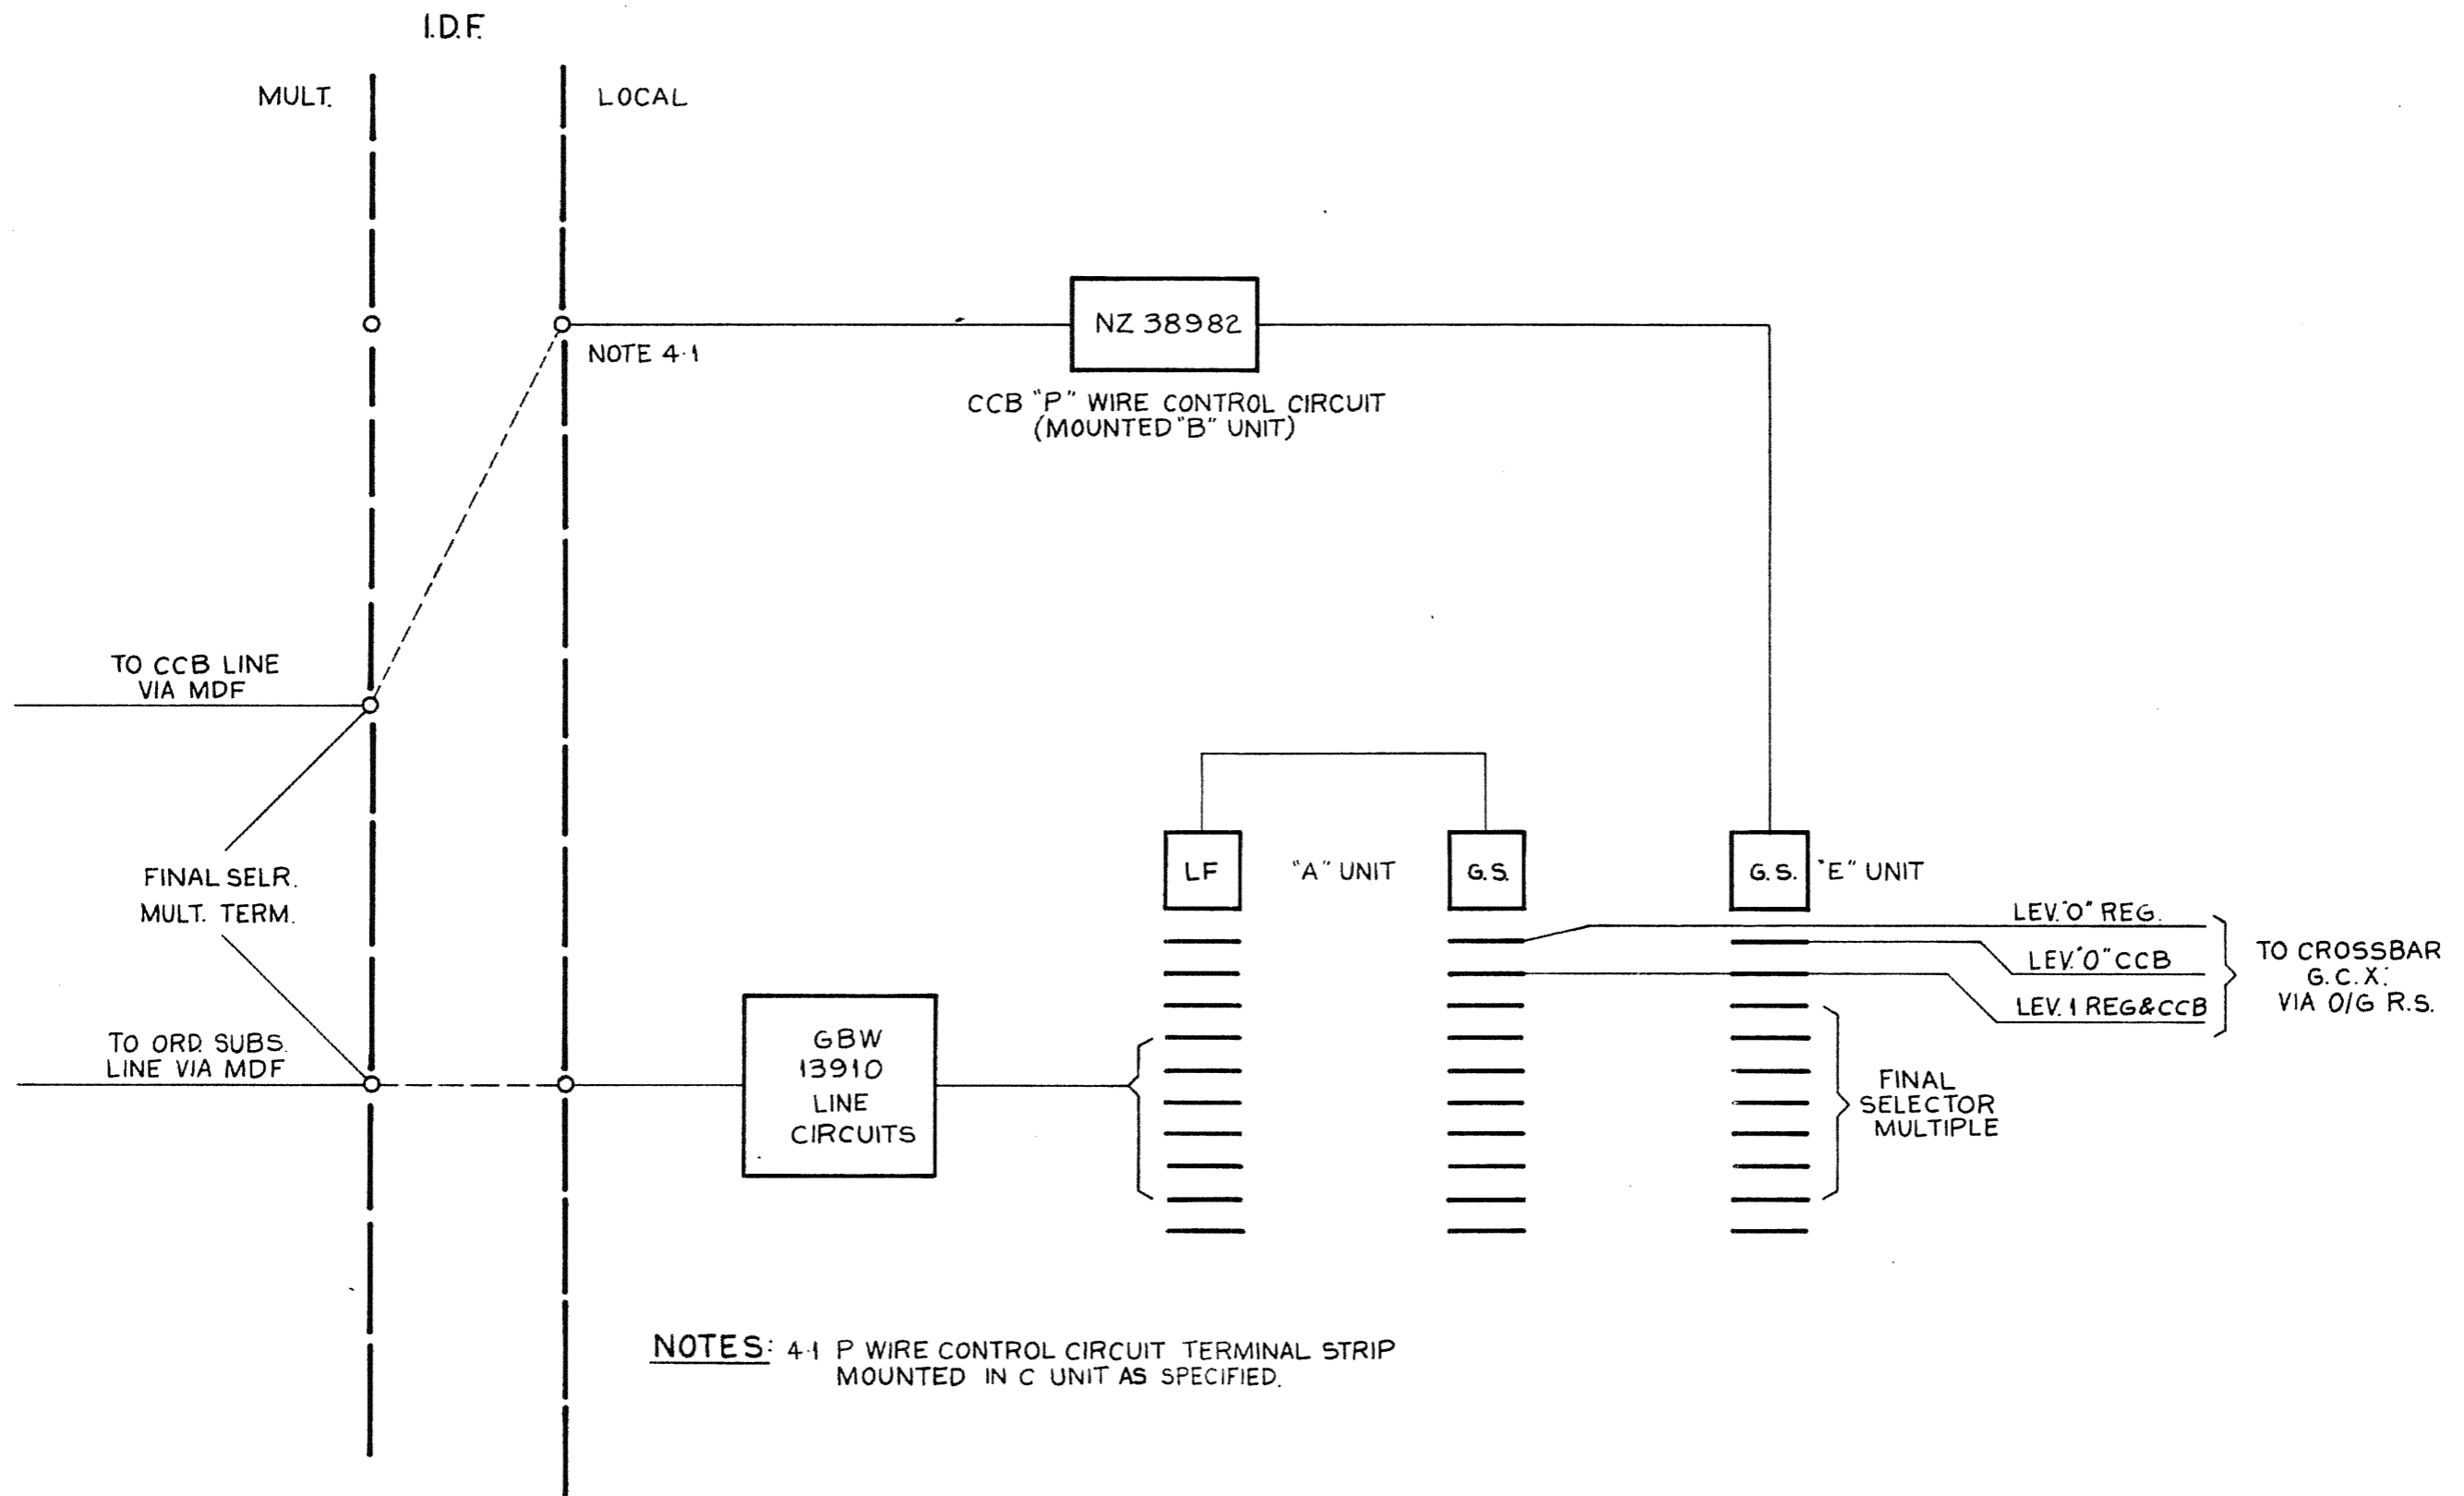 I.D.F.
MULT.
LOCAL
NZ 38982
NOTE 4·1
CCB "P" WIRE CONTROL CIRCUIT
(MOUNTED "B" UNIT)
TO CCB LINE
VIA MDF
FINAL SELR.
MULT. TERM.
LF
"A" UNIT
G.S.
G.S.
"E" UNIT
LEV. "O" REG.
LEV. "O" CCB
LEV. 1 REG & CCB
TO CROSSBAR
G.C.X.
VIA O/G R.S.
TO ORD. SUBS.
LINE VIA MDF
GBW
13910
LINE
CIRCUITS
FINAL
SELECTOR
MULTIPLE
NOTES: 4·1 P WIRE CONTROL CIRCUIT TERMINAL STRIP
MOUNTED IN C UNIT AS SPECIFIED.